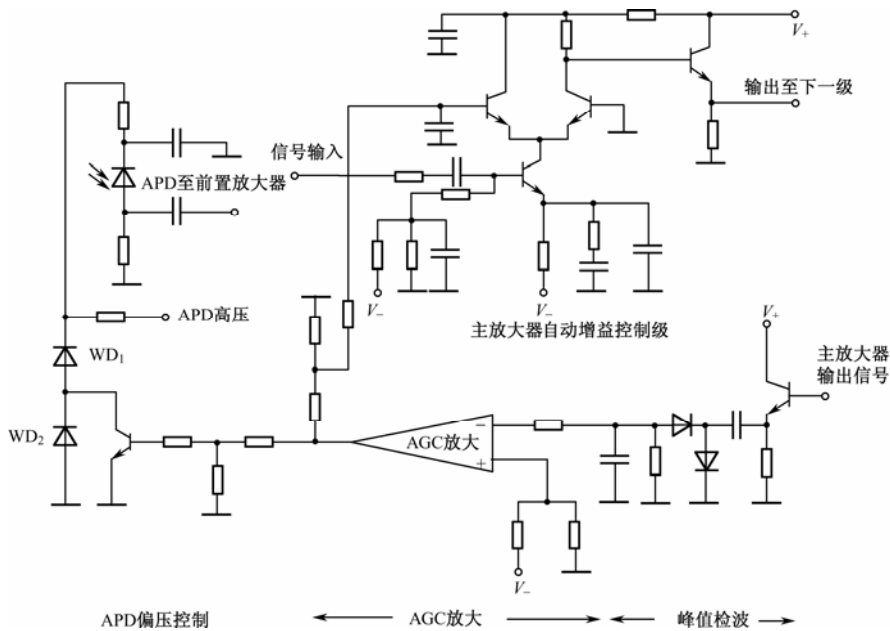 V+
输出至下一级
信号输入
APD至前置放大器
V−
V−
APD高压
主放大器自动增益控制级
V+
主放大器
输出信号
WD1
WD2
AGC放大
−
+
V−
APD偏压控制
AGC放大
峰值检波